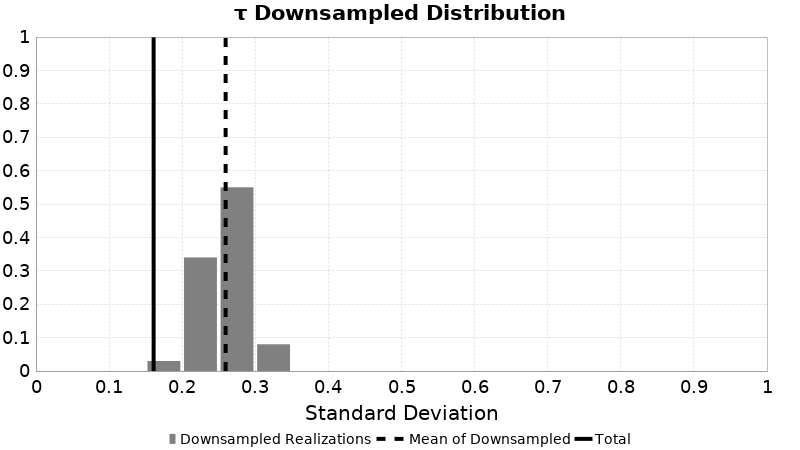 τ Downsampled Distribution
1
0.9
0.8
0.7
0.6
0.5
0.4
0.3
0.2
0.1
0
0 0.1 0.2 0.3 0.4 0.5 0.6 0.7 0.8 0.9 1
Standard Deviation
Downsampled Realizations Mean of Downsampled Total